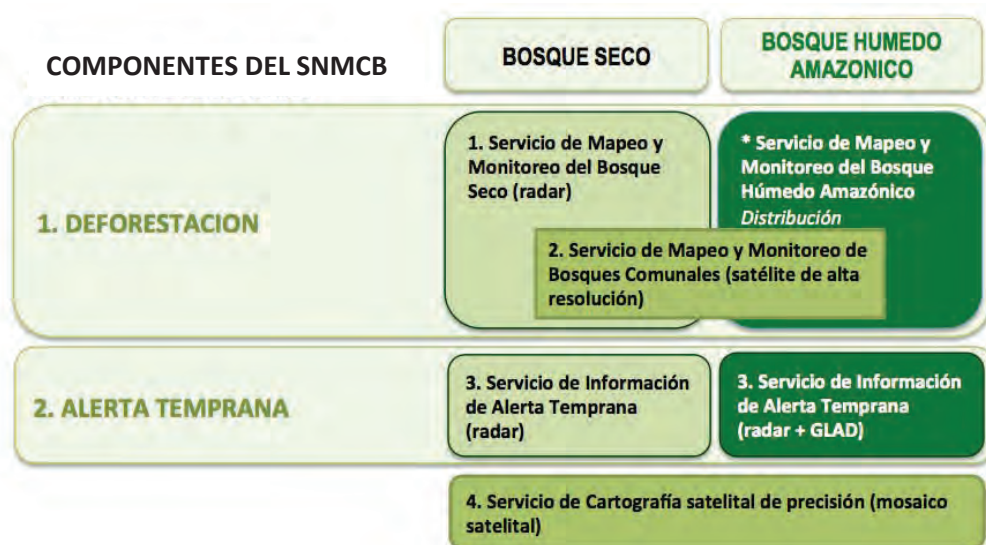 COMPONENTES DEL SNMCB
BOSQUE SECO
BOSQUE HUMEDO
AMAZONICO
1. DEFORESTACION
1. Servicio de Mapeo y
Monitoreo del Bosque
Seco (radar)
* Servicio de Mapeo y
Monitoreo del Bosque
Húmedo Amazónico
Distribución
2. Servicio de Mapeo y Monitoreo de
Bosques Comunales (satélite de alta
resolución)
2. ALERTA TEMPRANA
3. Servicio de Información
de Alerta Temprana
(radar)
3. Servicio de Información
de Alerta Temprana
(radar + GLAD)
4. Servicio de Cartografía satelital de precisión (mosaico
satelital)